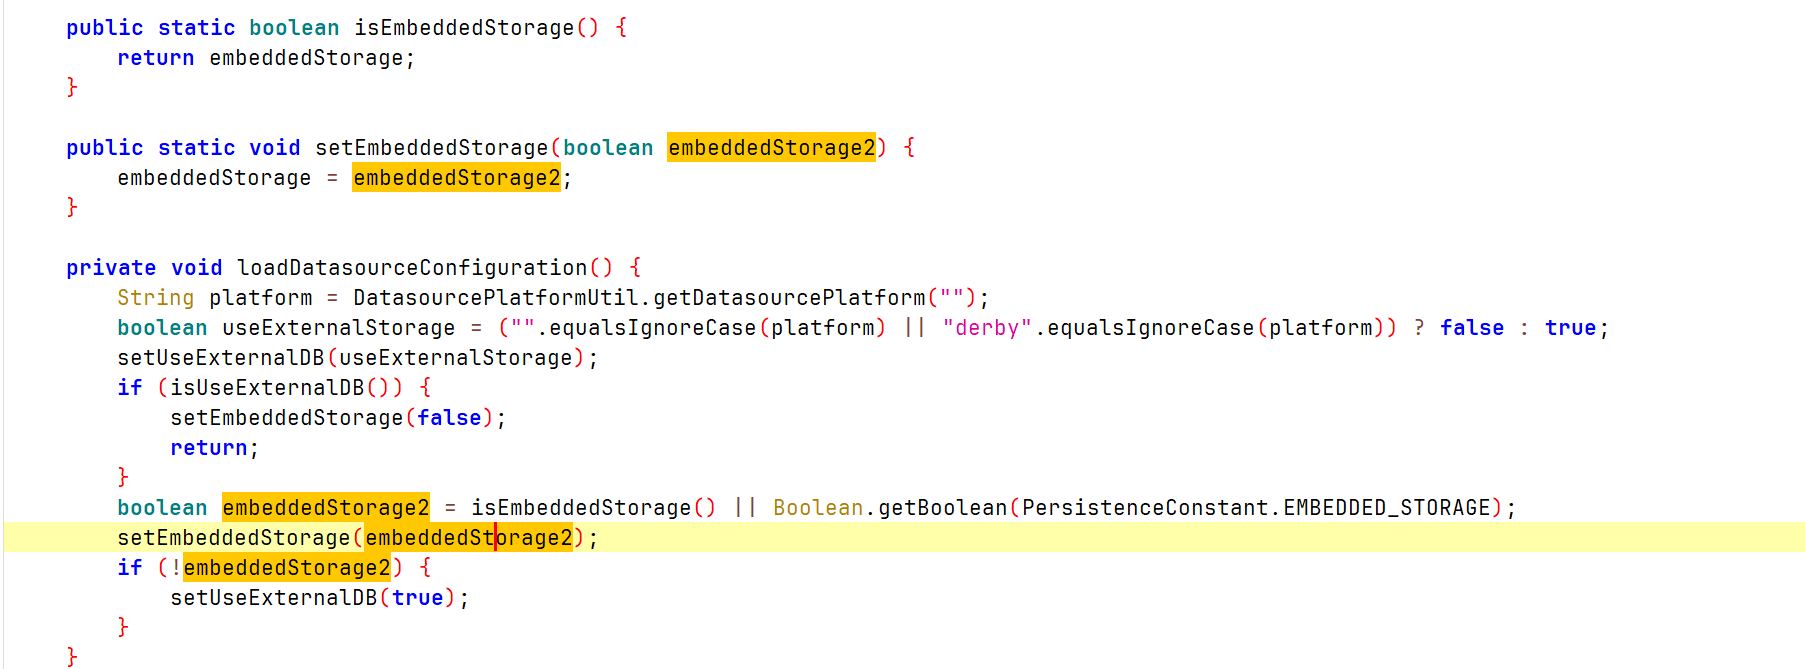 public static boolean isEmbeddedStorage() {
    return embeddedStorage;
}

public static void setEmbeddedStorage(boolean embeddedStorage2) {
    embeddedStorage = embeddedStorage2;
}

private void loadDatasourceConfiguration() {
    String platform = DatasourcePlatformUtil.getDatasourcePlatform("");
    boolean useExternalStorage = ("".equalsIgnoreCase(platform) || "derby".equalsIgnoreCase(platform)) ? false : true;
    setUseExternalDB(useExternalStorage);
    if (isUseExternalDB()) {
        setEmbeddedStorage(false);
        return;
    }
    boolean embeddedStorage2 = isEmbeddedStorage() || Boolean.getBoolean(PersistenceConstant.EMBEDDED_STORAGE);
    setEmbeddedStorage(embeddedStorage2);
    if (!embeddedStorage2) {
        setUseExternalDB(true);
    }
}